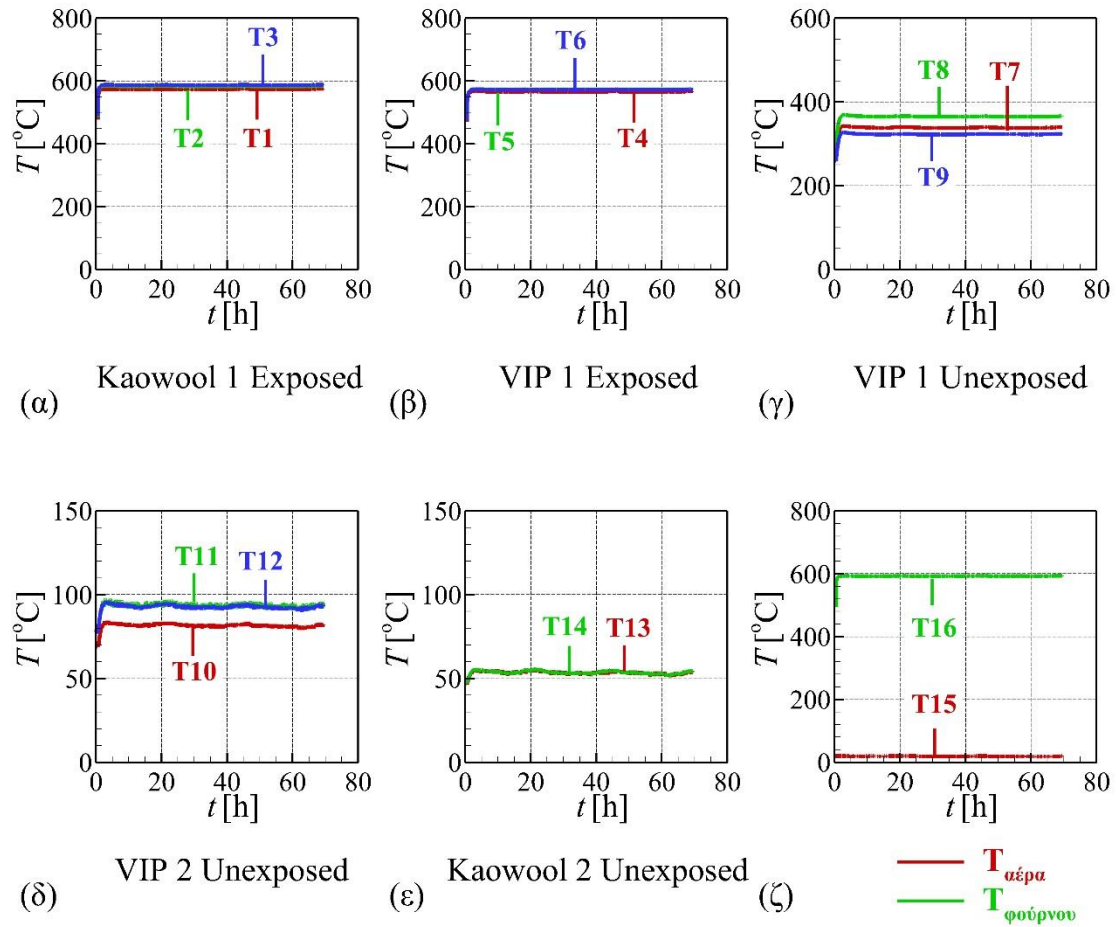 800
600
400
200
0
T [°C]
T3
T2
T1
0 20 40 60 80
t [h]
Kaowool 1 Exposed
(α)
800
600
400
200
0
T [°C]
T6
T5
T4
0 20 40 60 80
t [h]
VIP 1 Exposed
(β)
600
400
200
0
T [°C]
T8
T7
T9
0 20 40 60 80
t [h]
VIP 1 Unexposed
(γ)
150
100
50
0
T [°C]
T11
T12
T10
0 20 40 60 80
t [h]
VIP 2 Unexposed
(δ)
150
100
50
0
T [°C]
T14
T13
0 20 40 60 80
t [h]
Kaowool 2 Unexposed
(ε)
800
600
400
200
0
T [°C]
T16
T15
0 20 40 60 80
t [h]
(ζ)
Tαέρα
Tφούρνου